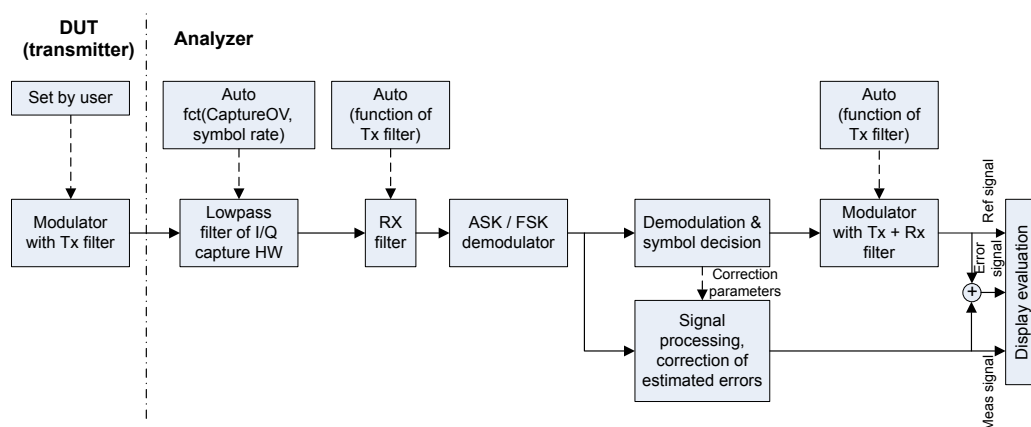 DUT
(transmitter)
Analyzer
Set by user
Auto
fct(CaptureOV,
symbol rate)
Auto
(function of
Tx filter)
Auto
(function of
Tx filter)
Modulator
with Tx filter
Lowpass
filter of I/Q
capture HW
RX
filter
ASK / FSK
demodulator
Demodulation &
symbol decision
Modulator
with Tx + Rx
filter
Ref signal
Error
signal
+
Display evaluation
Correction
parameters
Signal
processing,
correction of
estimated errors
Meas signal